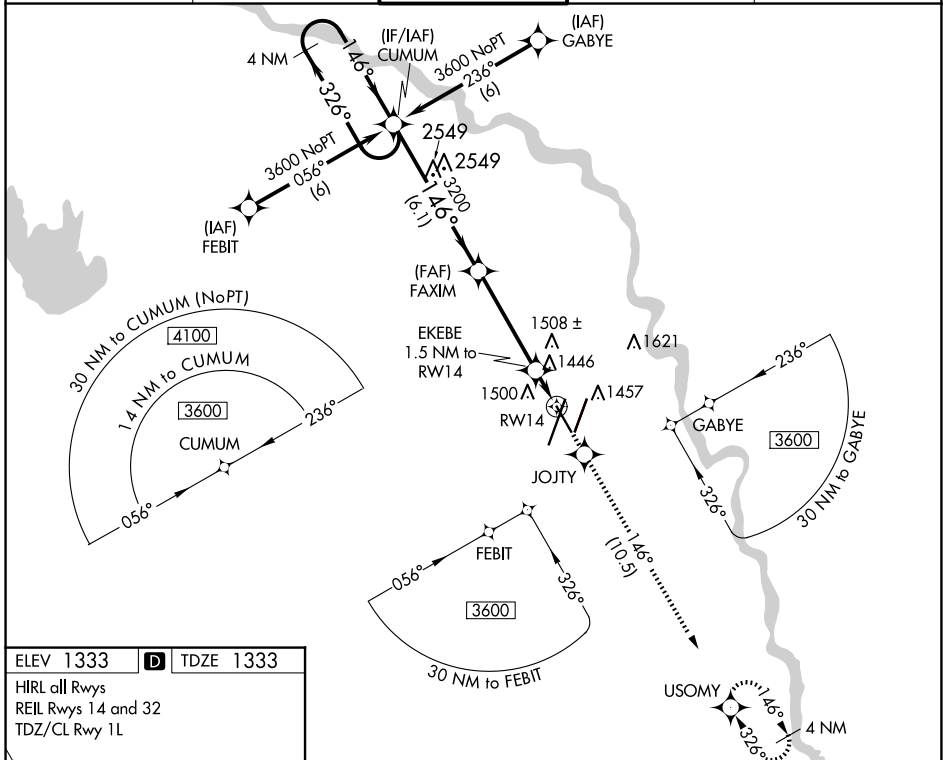 (IAF)
GABYE
(IF/IAF)
CUMUM
4 NM
146°
326°
3600 NoPT
236°
(6)
2549
2549
3600 NoPT
056°
(6)
3200
146°
(6.1)
(IAF)
FEBIT
(FAF)
FAXIM
30 NM to CUMUM (NoPT)
4100
14 NM to CUMUM
3600
CUMUM
236°
056°
EKEBE
1.5 NM to
RW14
1508 ±
1446
1621
1500
1457
RW14
JOJTY
236°
GABYE
3600
326°
30 NM to GABYE
FEBIT
056°
326°
3600
30 NM to FEBIT
146°
(10.5)
USOMY
146°
326°
4 NM
ELEV 1333 D TDZE 1333
HIRL all Rwys
REIL Rwys 14 and 32
TDZ/CL Rwy 1L